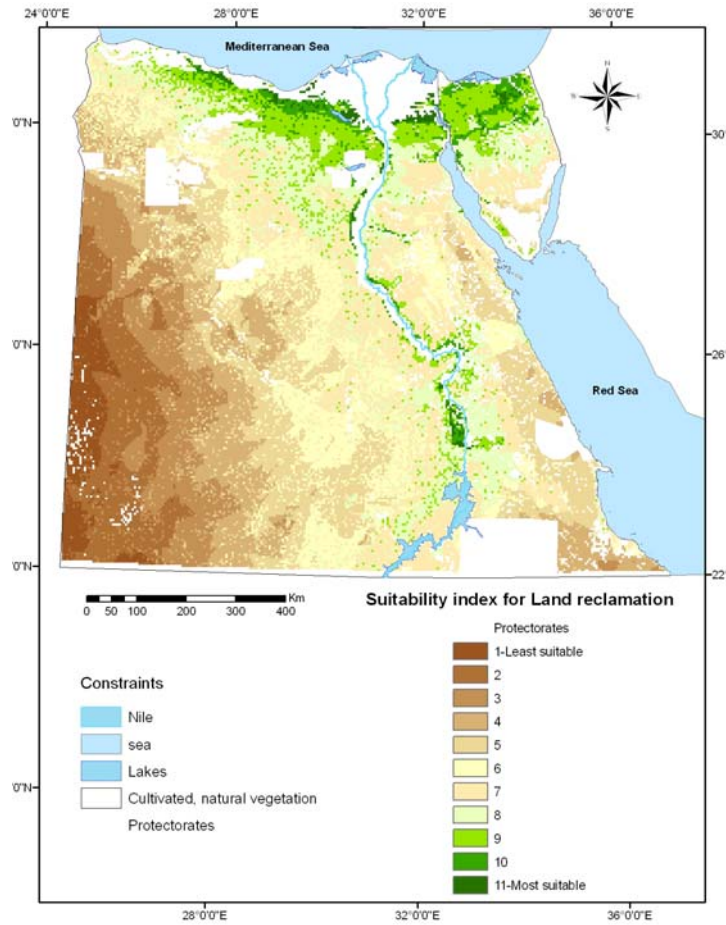 24°0'0"E
32°0'0"E
36°0'0"E
Mediterranean Sea
N
W
E
S
0'N
30°
0'N
26°
Red Sea
0'N
22°
Km
0 25 50 100 200 300 400
Suitability index for Land reclamation
Protectorates
1-Least suitable
2
3
4
5
6
7
8
9
10
11-Most suitable
Constraints
Nile
sea
Lakes
Cultivated, natural vegetation
Protectorates
0"N
28°0'0"E
32°0'0"E
36°0'0"E